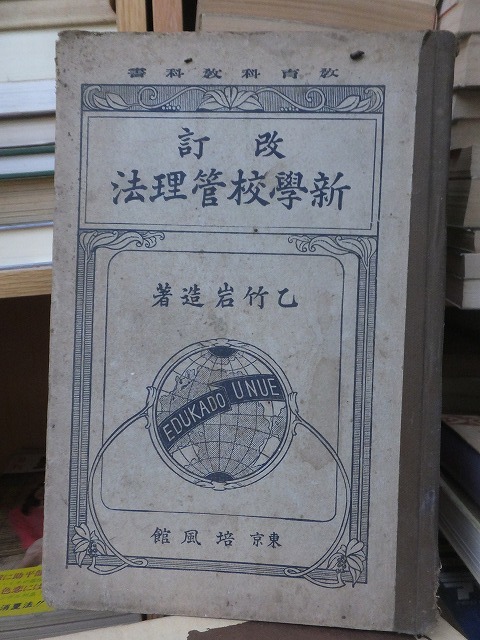 教育科教科書
改訂
新學校管理法
乙竹岩造著
EDUKADO UNUE
東京 培風館